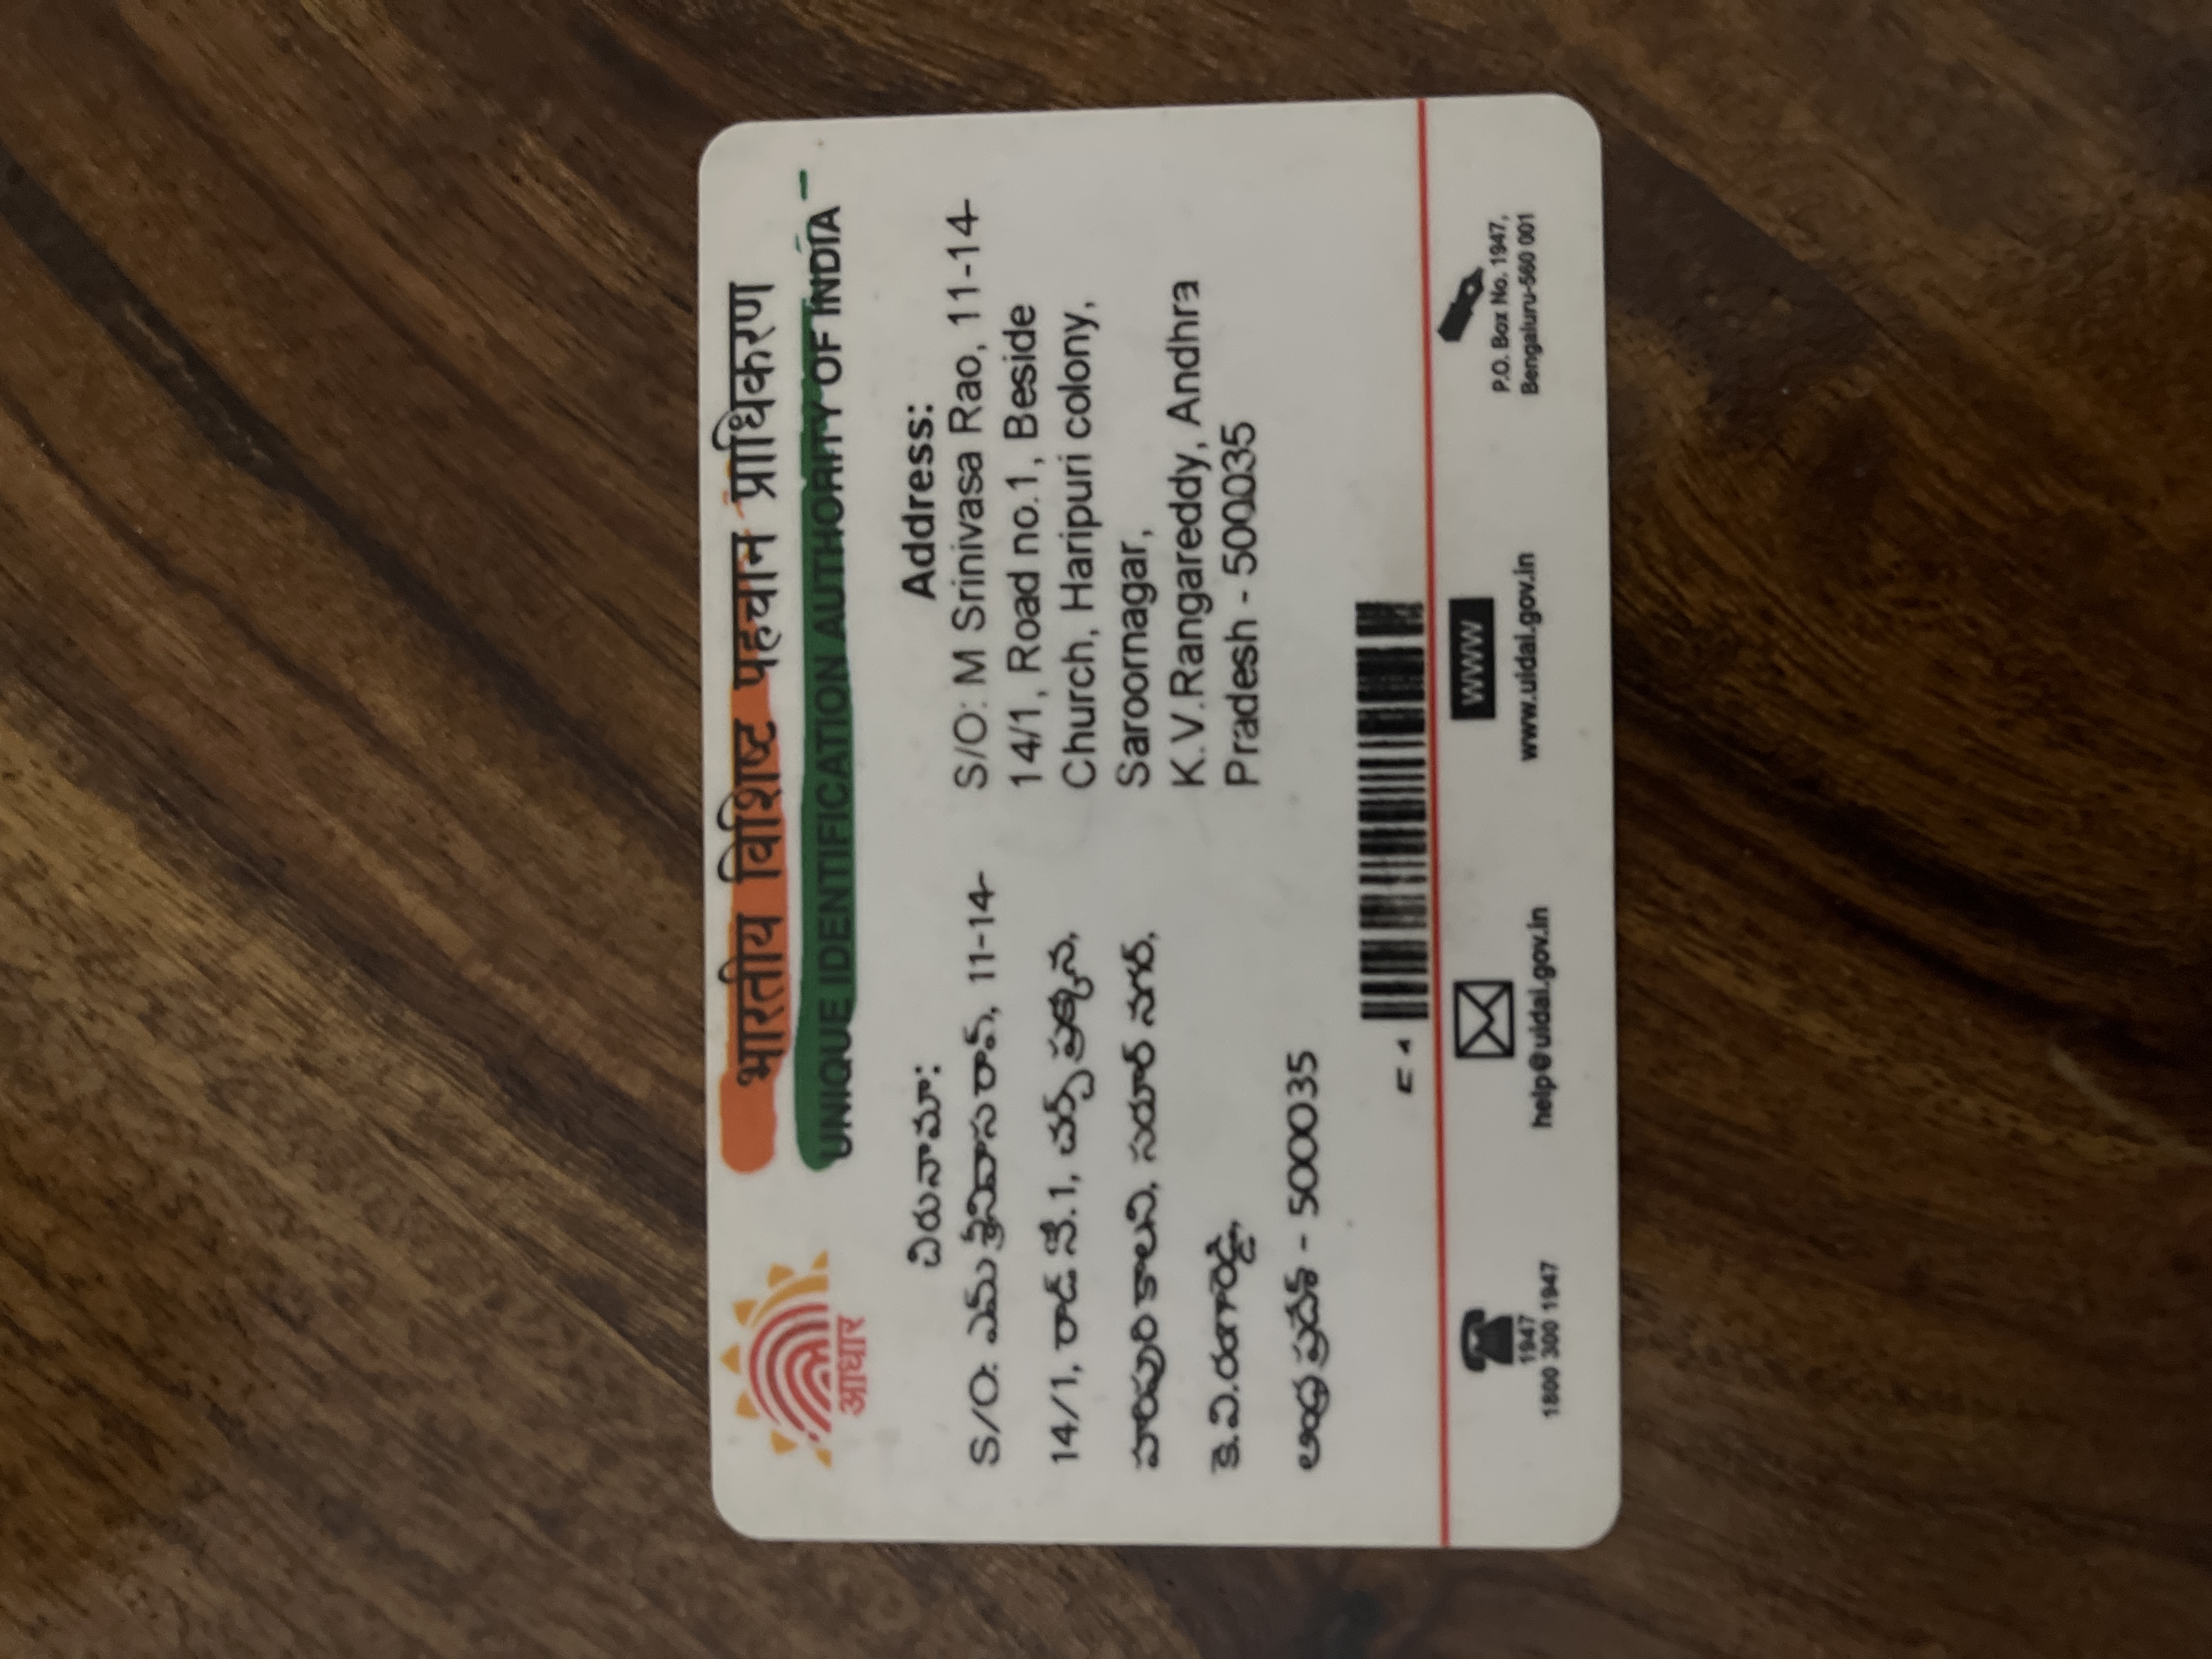 भारतीय विशिष्ट पहचान प्राधिकरण
UNIQUE IDENTIFICATION AUTHORITY OF INDIA
आधार
చిరునామా:
S/O: ఎమ్ శ్రీనివాస రావ్, 11-14-
14/1, రోడ్ నే.1, చర్చ్ ప్రక్కన,
హరిపురి కాలని, సరూర్ నగర్,
కె.వి.రంగారెడ్డి,
ఆంధ్ర ప్రదేశ్ - 500035
Address:
S/O: M Srinivasa Rao, 11-14-
14/1, Road no.1, Beside
Church, Haripuri colony,
Saroornagar,
K.V.Rangareddy, Andhra
Pradesh - 500035
1947
1800 300 1947
help@uidai.gov.in
WWW
www.uidai.gov.in
P.O. Box No. 1947,
Bengaluru-560 001